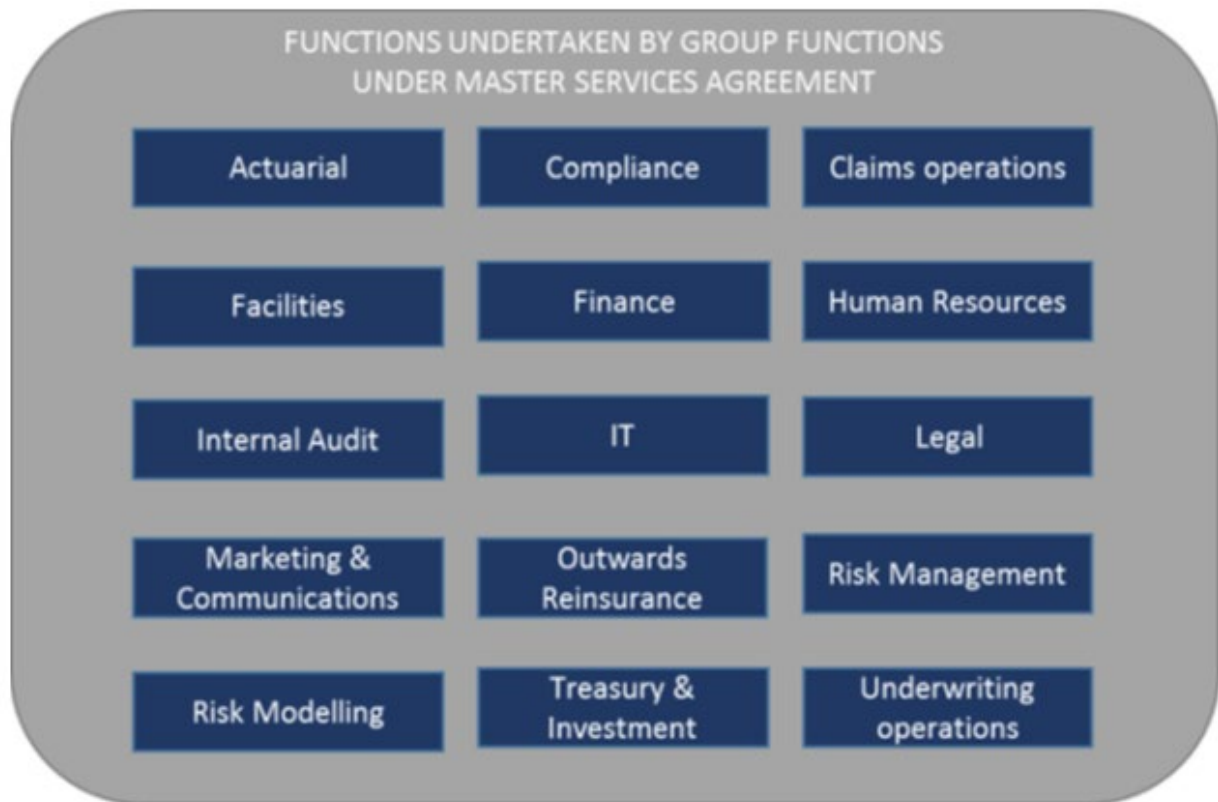 FUNCTIONS UNDERTAKEN BY GROUP FUNCTIONS
UNDER MASTER SERVICES AGREEMENT
Actuarial
Compliance
Claims operations
Facilities
Finance
Human Resources
Internal Audit
IT
Legal
Marketing &
Communications
Outwards
Reinsurance
Risk Management
Risk Modelling
Treasury &
Investment
Underwriting
operations